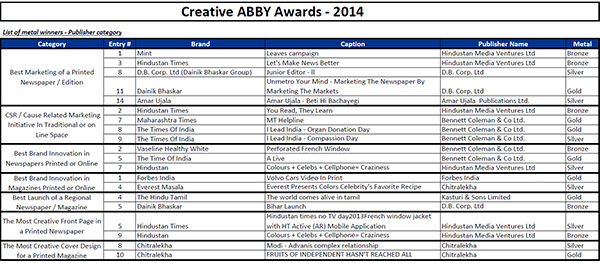 Creative ABBY Awards - 2014
List of metal winners - Publisher category
Category Entry # Brand Caption Publisher Name Metal
Best Marketing of a Printed Newspaper / Edition
1 Mint Leaves campaign Hindustan Media Ventures Ltd Bronze
3 Hindustan Times Let's Make News Better Hindustan Media Ventures Ltd Bronze
8 D.B. Corp Ltd (Dainik Bhaskar Group) Junior Editor - II D.B. Corp. Ltd Silver
11 Dainik Bhaskar Unmetro Your Mind - Marketing The Newspaper By Marketing The Markets D.B. Corp. Ltd Gold
14 Amar Ujala Amar Ujala - Beti Hi Bachayegi Amar Ujala Publications Ltd. Silver
CSR / Cause Related Marketing Initiative In Traditional or on Line Space
2 Hindustan Times You Read, They Learn Hindustan Media Ventures Ltd Bronze
7 Maharashtra Times MT Helpline Bennett Coleman & Co Ltd. Gold
8 The Times Of India I Lead India - Organ Donation Day Bennett Coleman & Co Ltd. Gold
9 The Times Of India I Lead India - Compassion Day Bennett Coleman & Co Ltd. Silver
Best Brand Innovation in Newspapers Printed or Online
2 Vaseline Healthy White Perforated French Window Hindustan Media Ventures Ltd Bronze
5 The Time Of India A Live Bennett Coleman & Co Ltd. Gold
7 Hindustan Colours + Celebs + Cellphone= Craziness Hindustan Media Ventures Ltd Silver
Best Brand Innovation in Magazines Printed or Online
1 Forbes India Volvo Cars Video In Print Forbes India Gold
4 Everest Masala Everest Presents Colors Celebrity's Favorite Recipe Chitralekha Silver
Best Launch of a Regional Newspaper / Magazine
4 The Hindu Tamil The world comes alive in tamil Kasturi & Sons Limited Gold
5 Dainik Bhaskar Bihar Launch D.B. Corp. Ltd Bronze
The Most Creative Front Page in a Printed Newspaper
5 Hindustan Times Hindustan times no TV day2013French window jacket with HT Active (AR) Mobile Application Hindustan Media Ventures Ltd Silver
9 Hindustan Colours + Celebs + Cellphone= Craziness Hindustan Media Ventures Ltd Gold
The Most Creative Cover Design for a Printed Magazine
8 Chitralekha Modi - Advanis complex relationship Chitralekha Silver
10 Chitralekha FRUITS OF INDEPENDENT HASN'T REACHED ALL Chitralekha Gold